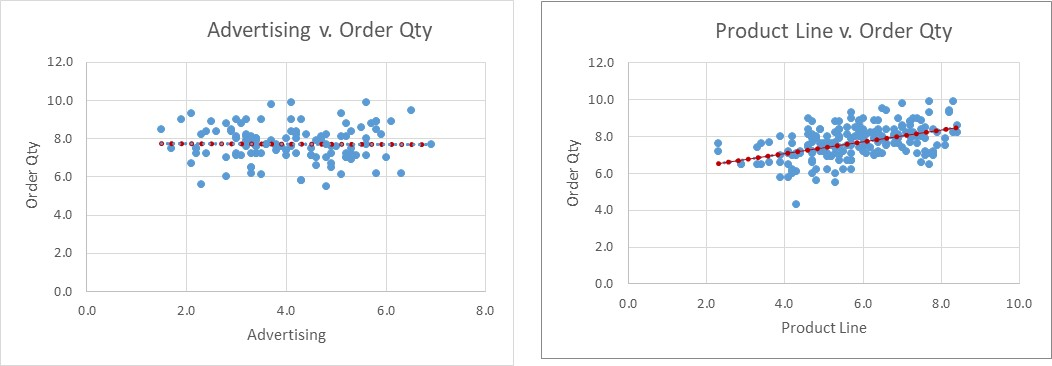 Advertising v. Order Qty
Order Qty
12.0
10.0
8.0
6.0
4.0
2.0
0.0
0.0 2.0 4.0 6.0 8.0
Advertising
Product Line v. Order Qty
Order Qty
12.0
10.0
8.0
6.0
4.0
2.0
0.0
0.0 2.0 4.0 6.0 8.0 10.0
Product Line